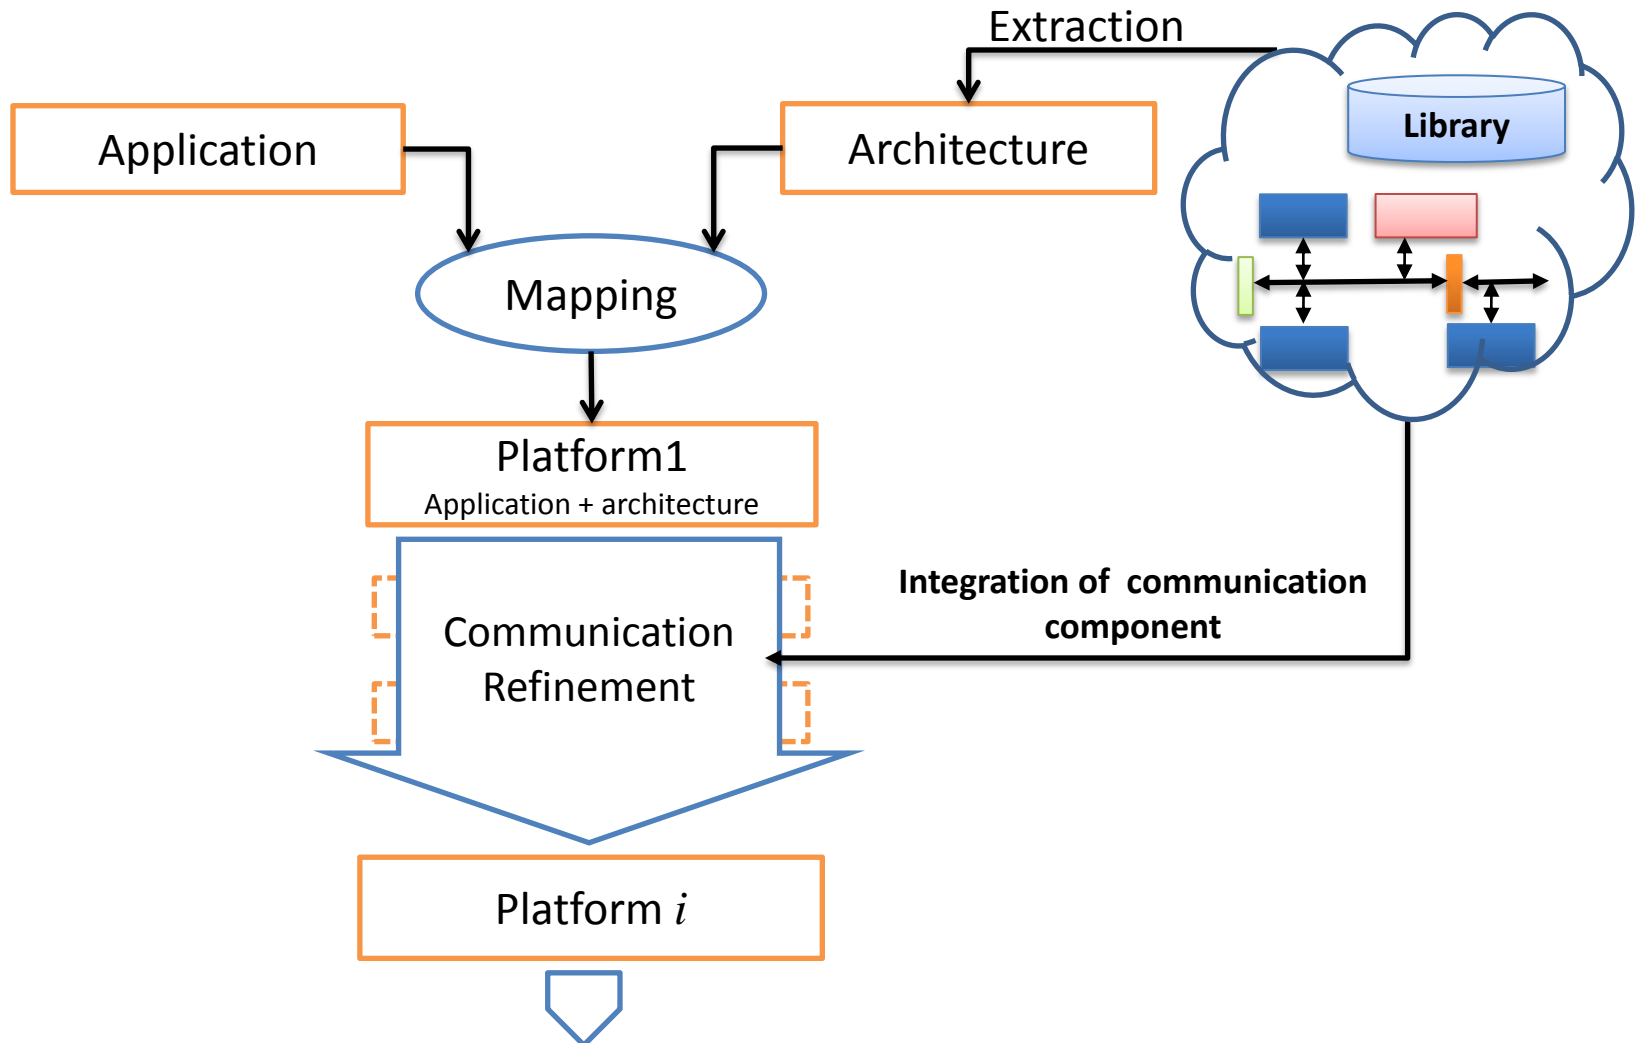 Extraction
Library
Application
Architecture
Mapping
Platform1
Application + architecture
Integration of communication
component
Communication
Refinement
Platform i